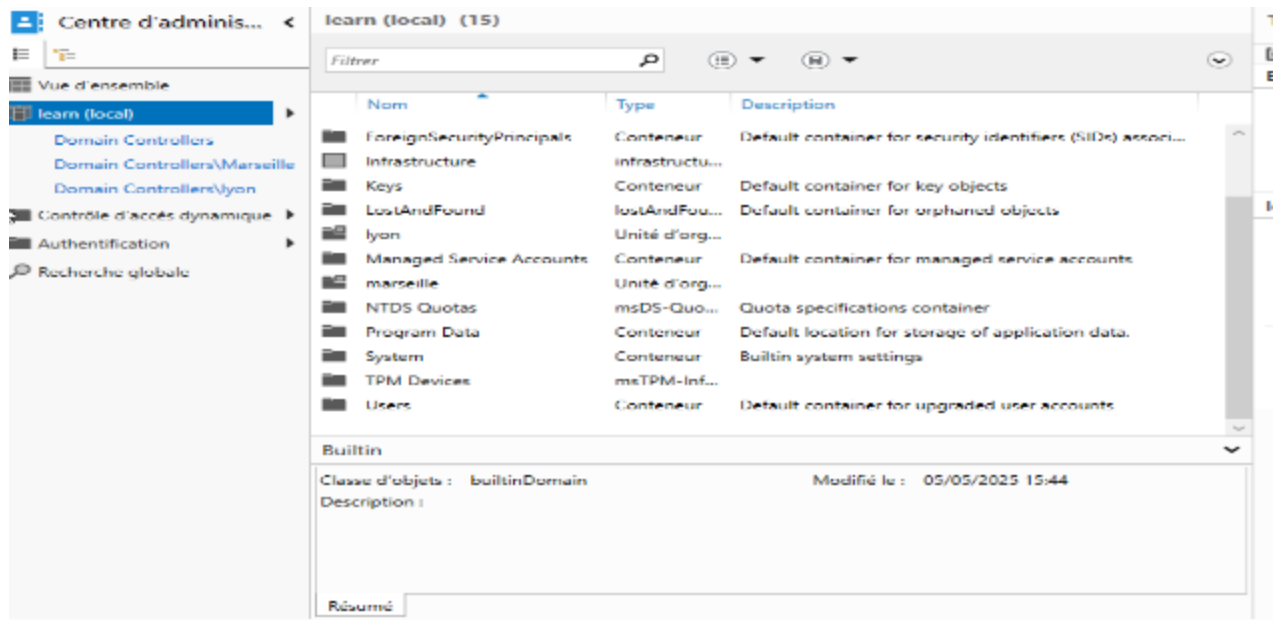 Centre d'adminis...
learn (local) (15)
Filtrer
Vue d'ensemble
learn (local)
Domain Controllers
Domain Controllers\Marseille
Domain Controllers\lyon
Contrôle d'accès dynamique
Authentification
Recherche globale
Nom Type Description
ForeignSecurityPrincipals Conteneur Default container for security identifiers (SIDs) associ...
Infrastructure infrastructu...
Keys Conteneur Default container for key objects
LostAndFound lostAndFou... Default container for orphaned objects
lyon Unité d'org...
Managed Service Accounts Conteneur Default container for managed service accounts
marseille Unité d'org...
NTDS Quotas msDS-Quo... Quota specifications container
Program Data Conteneur Default location for storage of application data.
System Conteneur Builtin system settings
TPM Devices msTPM-Inf...
Users Conteneur Default container for upgraded user accounts
Builtin
Classe d'objets : builtinDomain Modifié le : 05/05/2025 15:44
Description :
Résumé